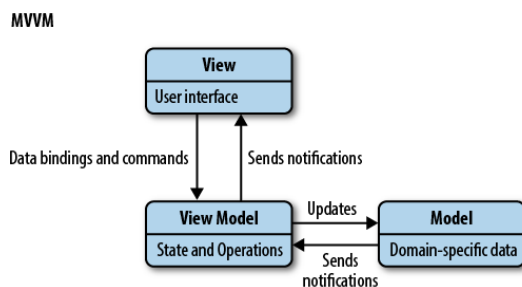 MVVM
View
User interface
Data bindings and commands
Sends notifications
View Model
State and Operations
Updates
Sends
notifications
Model
Domain-specific data